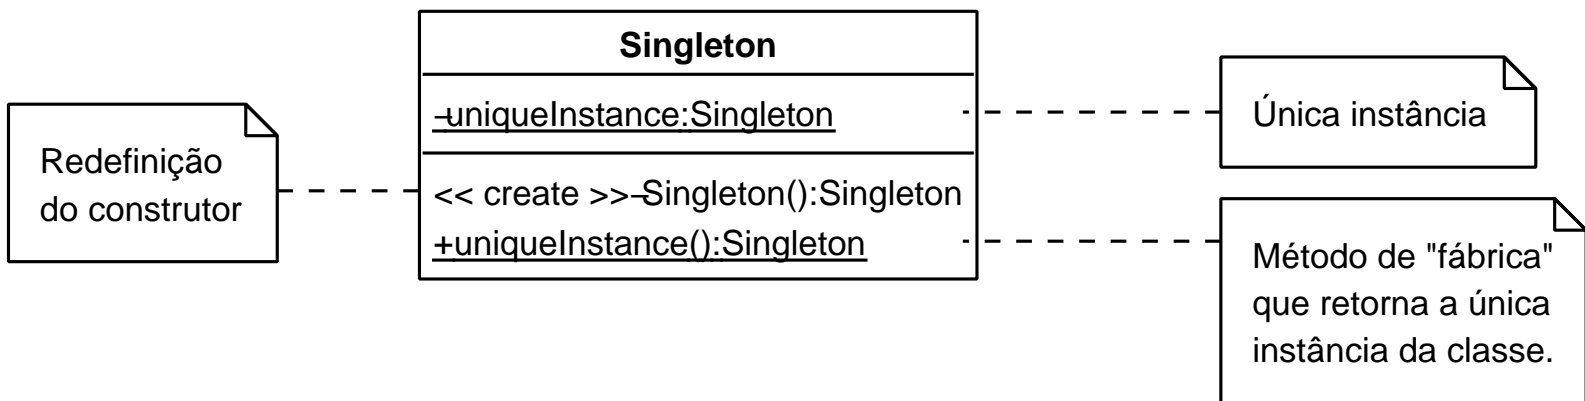 Singleton
-uniqueInstance:Singleton
Única instância
Redefinição
do construtor
<< create >>-Singleton():Singleton
+uniqueInstance():Singleton
Método de "fábrica"
que retorna a única
instância da classe.